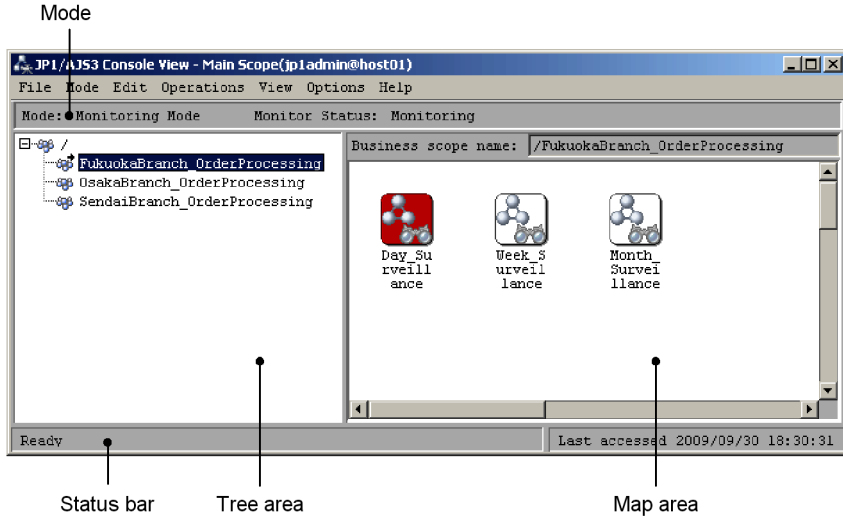 Mode
JP1/AJS3 Console View - Main Scope(jp1admin@host01)
File Mode Edit Operations View Options Help
Mode: Monitoring Mode Monitor Status: Monitoring
/
FukuokaBranch_OrderProcessing
OsakaBranch_OrderProcessing
SendaiBranch_OrderProcessing
Business scope name: /FukuokaBranch_OrderProcessing
Day_Su
rveill
ance
Week_S
urveil
lance
Month_
Survei
llance
Ready
Last accessed 2009/09/30 18:30:31
Status bar
Tree area
Map area